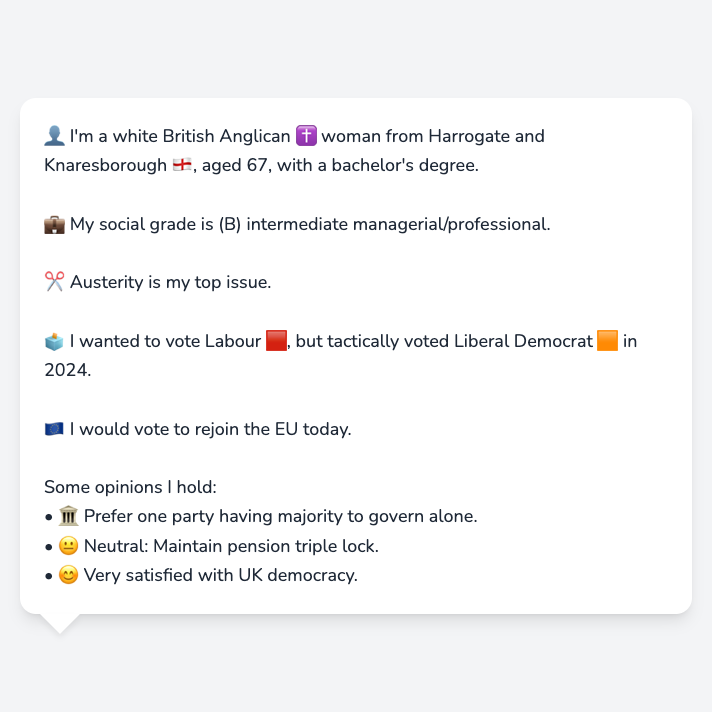 👤 I'm a white British Anglican ✝️ woman from Harrogate and
Knaresborough 🏴󠁧󠁢󠁥󠁮󠁧󠁿, aged 67, with a bachelor's degree.
💼 My social grade is (B) intermediate managerial/professional.
✂️ Austerity is my top issue.
🗳️ I wanted to vote Labour 🟥, but tactically voted Liberal Democrat 🟧 in
2024.
🇪🇺 I would vote to rejoin the EU today.
Some opinions I hold:
• 🏛️ Prefer one party having majority to govern alone.
• 😐 Neutral: Maintain pension triple lock.
• 😊 Very satisfied with UK democracy.